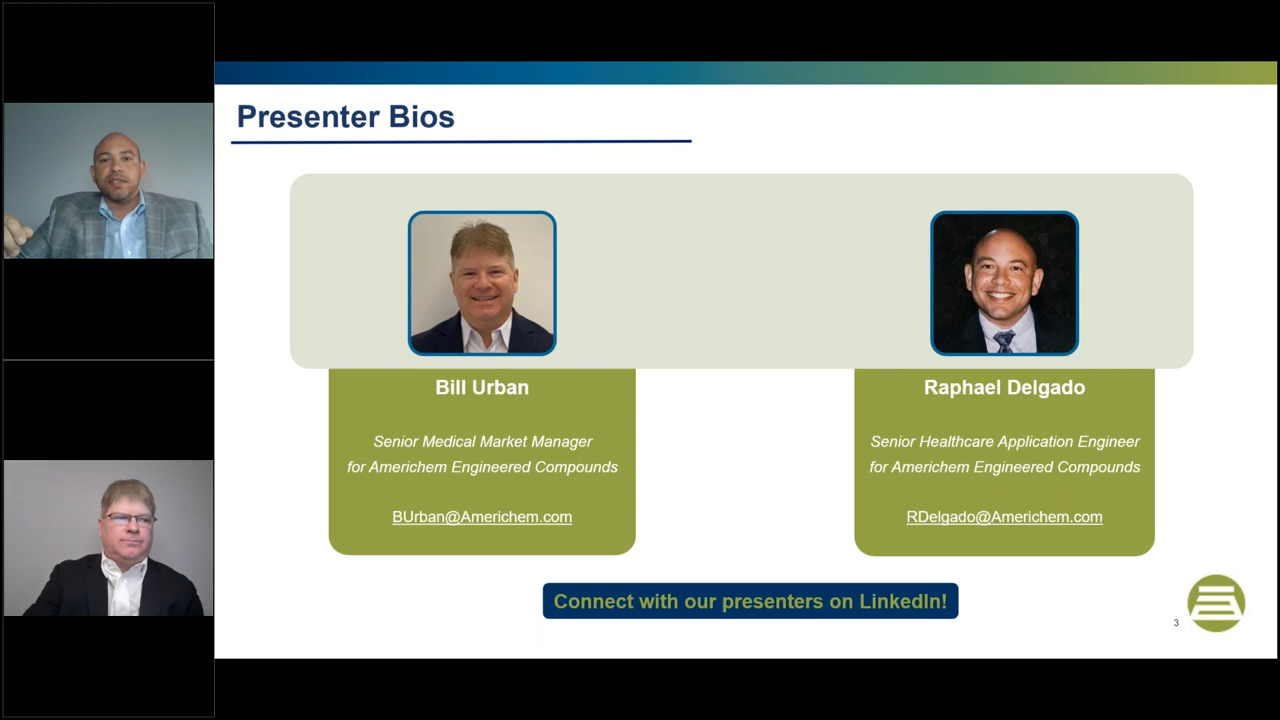 Presenter Bios
Bill Urban
Senior Medical Market Manager
for Americhem Engineered Compounds
BUrban@Americhem.com
Raphael Delgado
Senior Healthcare Application Engineer
for Americhem Engineered Compounds
RDelgado@Americhem.com
Connect with our presenters on LinkedIn!
3